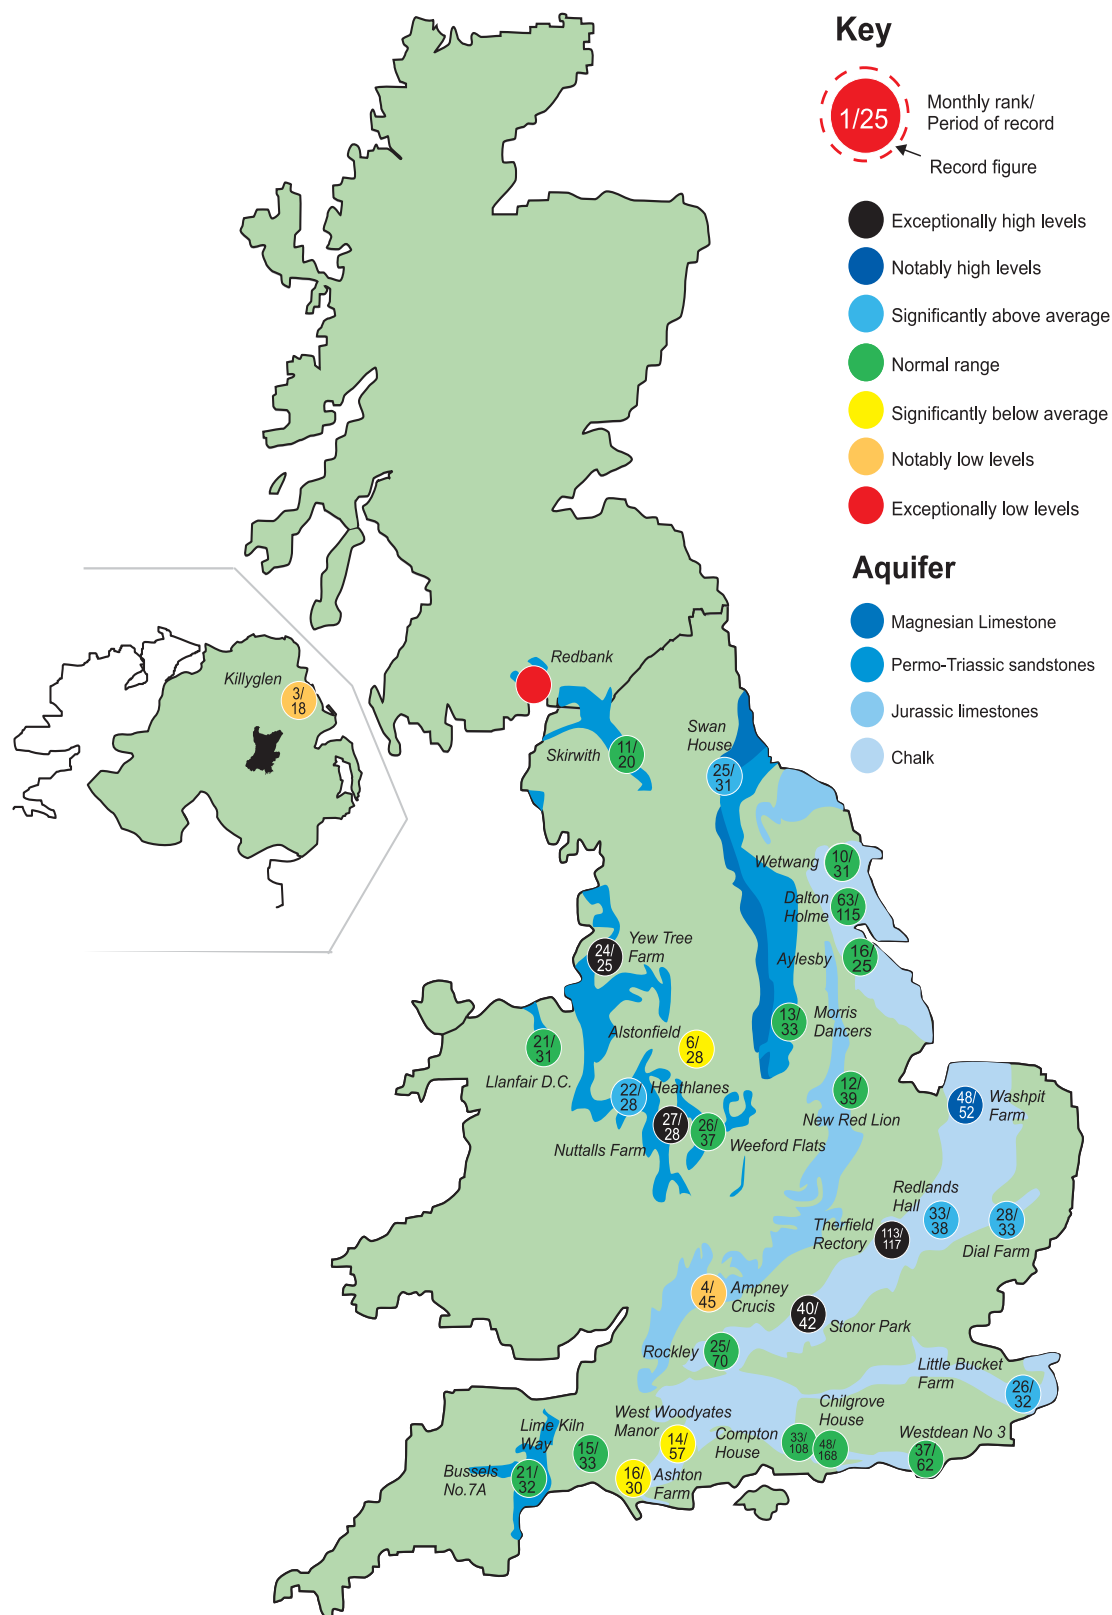 Key
1/25
Monthly rank/
Period of record
Record figure
Exceptionally high levels
Notably high levels
Significantly above average
Normal range
Significantly below average
Notably low levels
Exceptionally low levels
Aquifer
Magnesian Limestone
Permo-Triassic sandstones
Jurassic limestones
Chalk
Redbank
Killyglen
3/
18
Skirwith
11/
20
Swan
House
25/
31
Wetwang
10/
31
Dalton
Holme
63/
115
Aylesby
16/
25
Yew Tree
Farm
24/
25
Morris
Dancers
13/
33
Alstonfield
6/
28
Llanfair D.C.
21/
31
Heathlanes
22/
28
Nuttalls Farm
27/
28
Weeford Flats
26/
37
New Red Lion
12/
39
Washpit
Farm
48/
52
Redlands
Hall
33/
38
Dial Farm
28/
33
Therfield
Rectory
113/
117
Ampney
Crucis
4/
45
Stonor Park
40/
42
Rockley
25/
70
Little Bucket
Farm
26/
32
Chilgrove
House
48/
168
Compton
House
33/
108
Westdean No 3
37/
62
West Woodyates
Manor
14/
57
Lime Kiln
Way
15/
33
Ashton
Farm
16/
30
Bussels
No.7A
21/
32